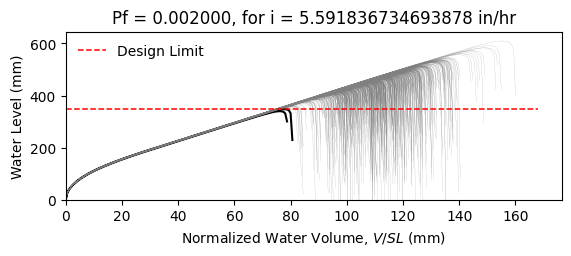 Pf = 0.002000, for i = 5.591836734693878 in/hr
Design Limit
Water Level (mm)
600
400
200
0
0 20 40 60 80 100 120 140 160
Normalized Water Volume, V/SL (mm)